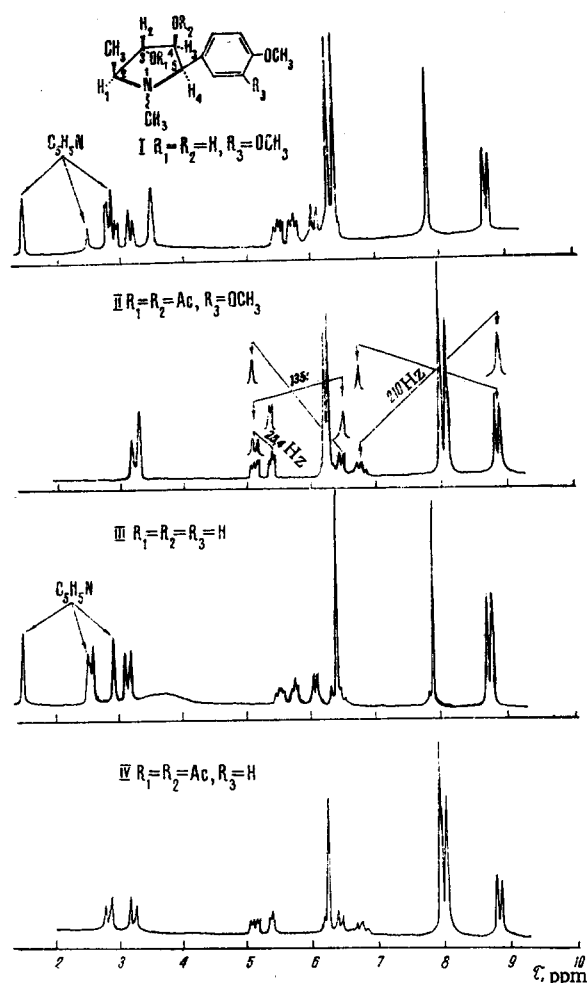 H₂ OR₂
CH₃ 3 OR₁ 4 H₃ OCH₃
2 5
H₁ N H₄ R₃
CH₃
C₅H₅N
I R₁=R₂=H, R₃=OCH₃
II R₁=R₂=Ac, R₃=OCH₃
135
210 Hz
Hz
III R₁=R₂=R₃=H
C₅H₅N
IV R₁=R₂=Ac, R₃=H
2 3 4 5 6 7 8 9 10
τ, ppm